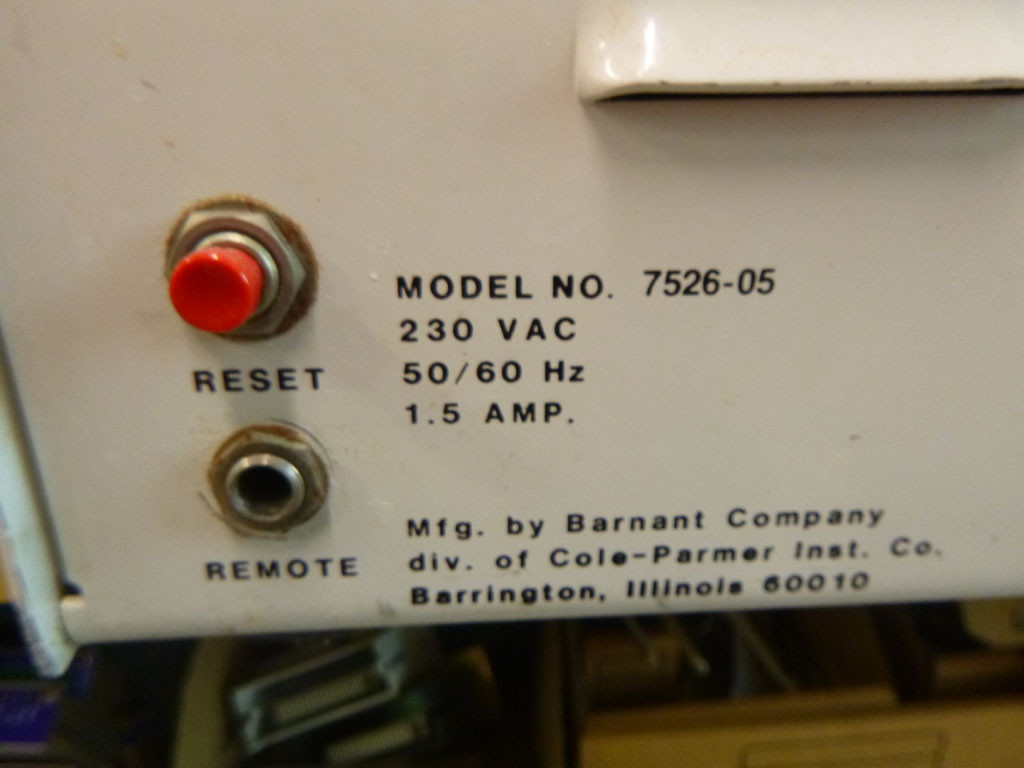 MODEL NO. 7526-05
230 VAC
50/60 Hz
1.5 AMP.
RESET
REMOTE
Mfg. by Barnant Company
div. of Cole-Parmer Inst. Co.
Barrington, Illinois 60010